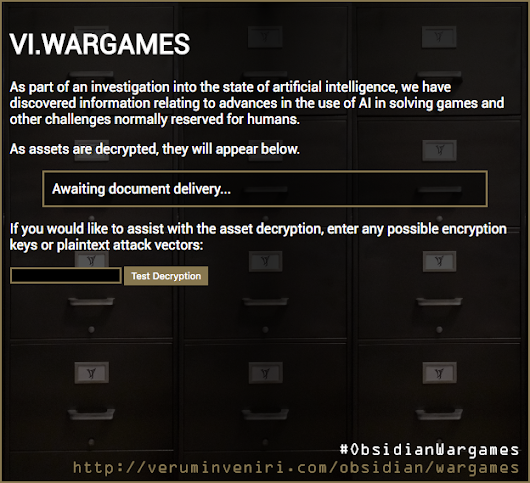 VI.WARGAMES
As part of an investigation into the state of artificial intelligence, we have
discovered information relating to advances in the use of AI in solving games and
other challenges normally reserved for humans.
As assets are decrypted, they will appear below.
Awaiting document delivery...
If you would like to assist with the asset decryption, enter any possible encryption
keys or plaintext attack vectors:
Test Decryption
#ObsidianWargames
http://veruminveniri.com/obsidian/wargames